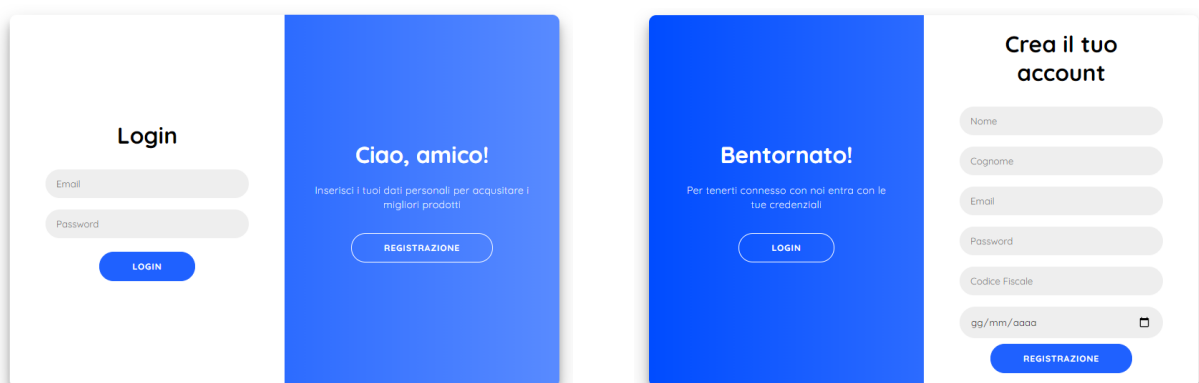 Login
Email
Password
LOGIN
Ciao, amico!
Inserisci i tuoi dati personali per acqusitare i
migliori prodotti
REGISTRAZIONE
Bentornato!
Per tenerti connesso con noi entra con le
tue credenziali
LOGIN
Crea il tuo
account
Nome
Cognome
Email
Password
Codice Fiscale
gg/mm/aaaa
REGISTRAZIONE